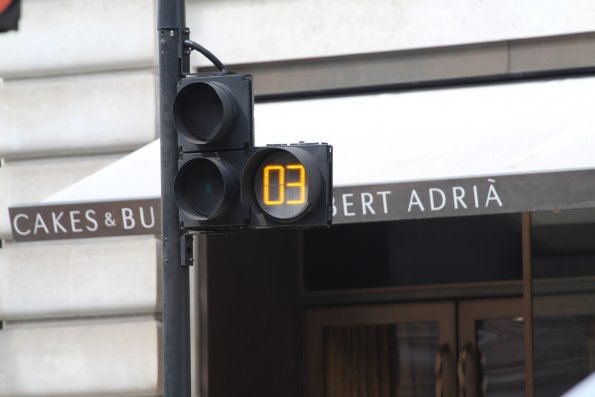 03
CAKES & BU BERT ADRIÀ